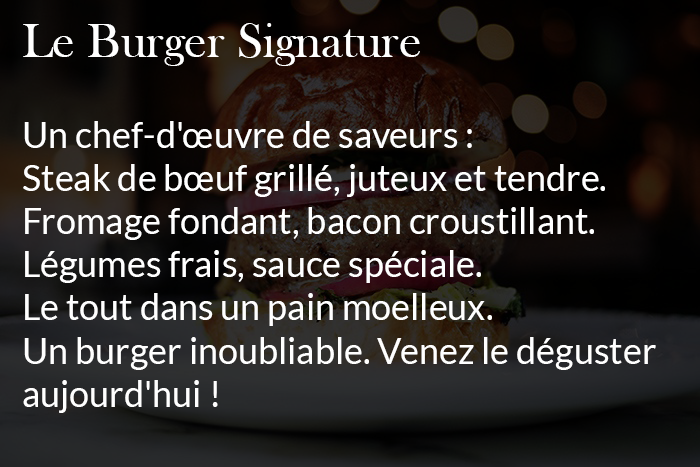 Le Burger Signature
Un chef-d'œuvre de saveurs :
Steak de bœuf grillé, juteux et tendre.
Fromage fondant, bacon croustillant.
Légumes frais, sauce spéciale.
Le tout dans un pain moelleux.
Un burger inoubliable. Venez le déguster
aujourd'hui !